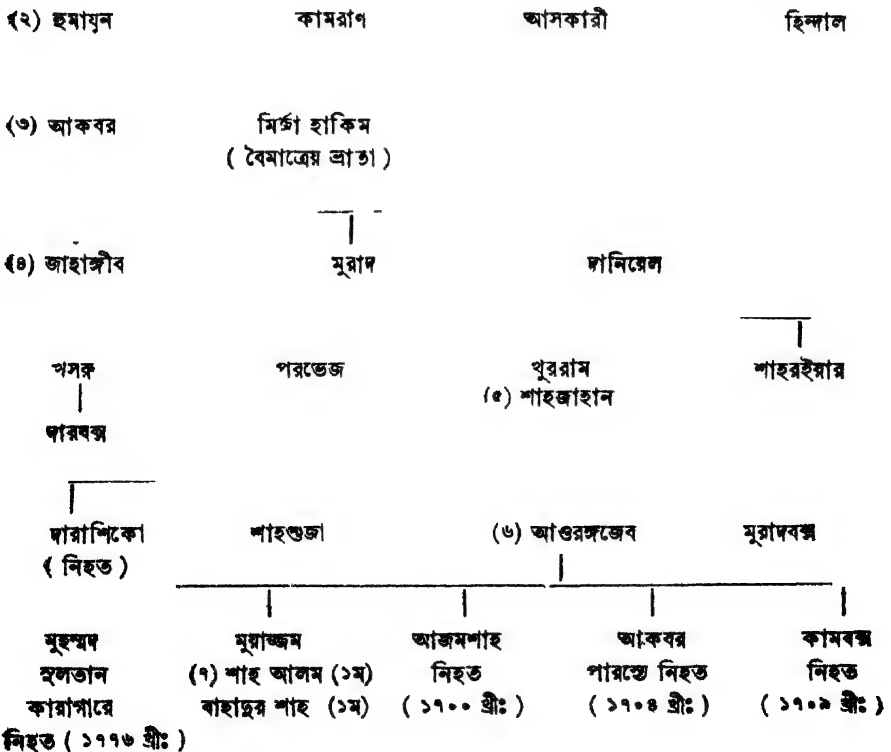 (২) হুমায়ুন কামরাণ আসকারী হিন্দাল
(৩) আকবর মির্জা হাকিম
( বৈমাত্রেয় ভ্রাতা )
(৪) জাহাঙ্গীব মুরাদ দানিয়েল
খসরু পরভেজ খুররাম শাহরইয়ার
(৫) শাহজাহান
দারবক্স
দারাশিকো শাহশুজা (৬) আওরঙ্গজেব মুরাদবক্স
( নিহত )
মুহম্মদ মুয়াজ্জম আজমশাহ আকবর কামবক্স
সুলতান (৭) শাহ আলম (১ম) নিহত পারস্যে নিহত নিহত
কারাগারে বাহাদুর শাহ (১ম) ( ১৭০০ খ্রীঃ ) ( ১৭০৪ খ্রীঃ ) ( ১৭০৯ খ্রীঃ )
নিহত ( ১৭৭৬ খ্রীঃ )